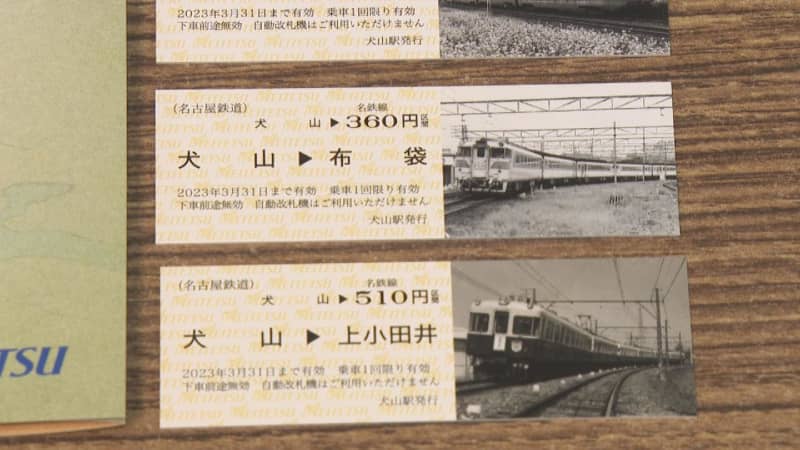 2023年3月31日まで有効 乗車1回限り有効
下車前途無効 自動改札機はご利用いただけません
犬山駅発行
(名古屋鉄道) 名鉄線
犬 山 ▶ 360円区間
犬 山 ▶ 布 袋
2023年3月31日まで有効 乗車1回限り有効
下車前途無効 自動改札機はご利用いただけません
犬山駅発行
(名古屋鉄道) 名鉄線
犬 山 ▶ 510円区間
犬 山 ▶ 上小田井
2023年3月31日まで有効 乗車1回限り有効
下車前途無効 自動改札機はご利用いただけません
犬山駅発行
TSU